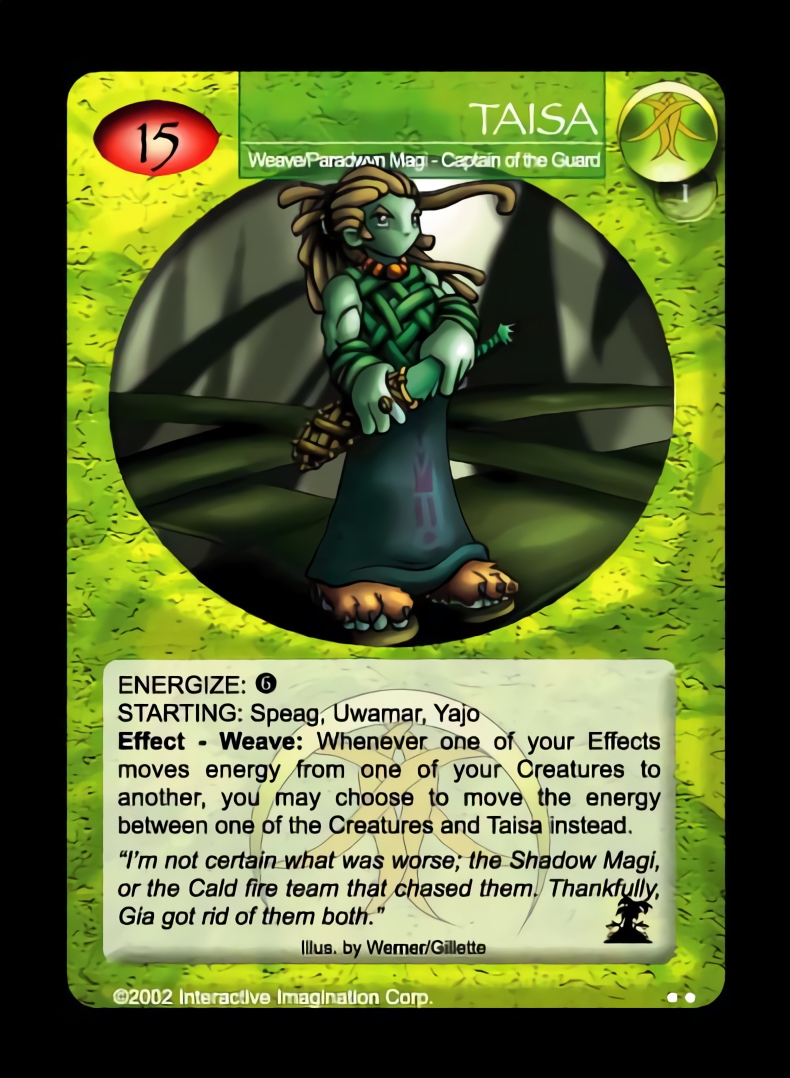 15
TAISA
Weave/Paradwyn Magi - Captain of the Guard
1
ENERGIZE: 6
STARTING: Speag, Uwamar, Yajo
Effect - Weave: Whenever one of your Effects
moves energy from one of your Creatures to
another, you may choose to move the energy
between one of the Creatures and Taisa instead.
“I'm not certain what was worse; the Shadow Magi,
or the Cald fire team that chased them. Thankfully,
Gia got rid of them both.”
Illus. by Werner/Gillette
©2002 Interactive Imagination Corp.